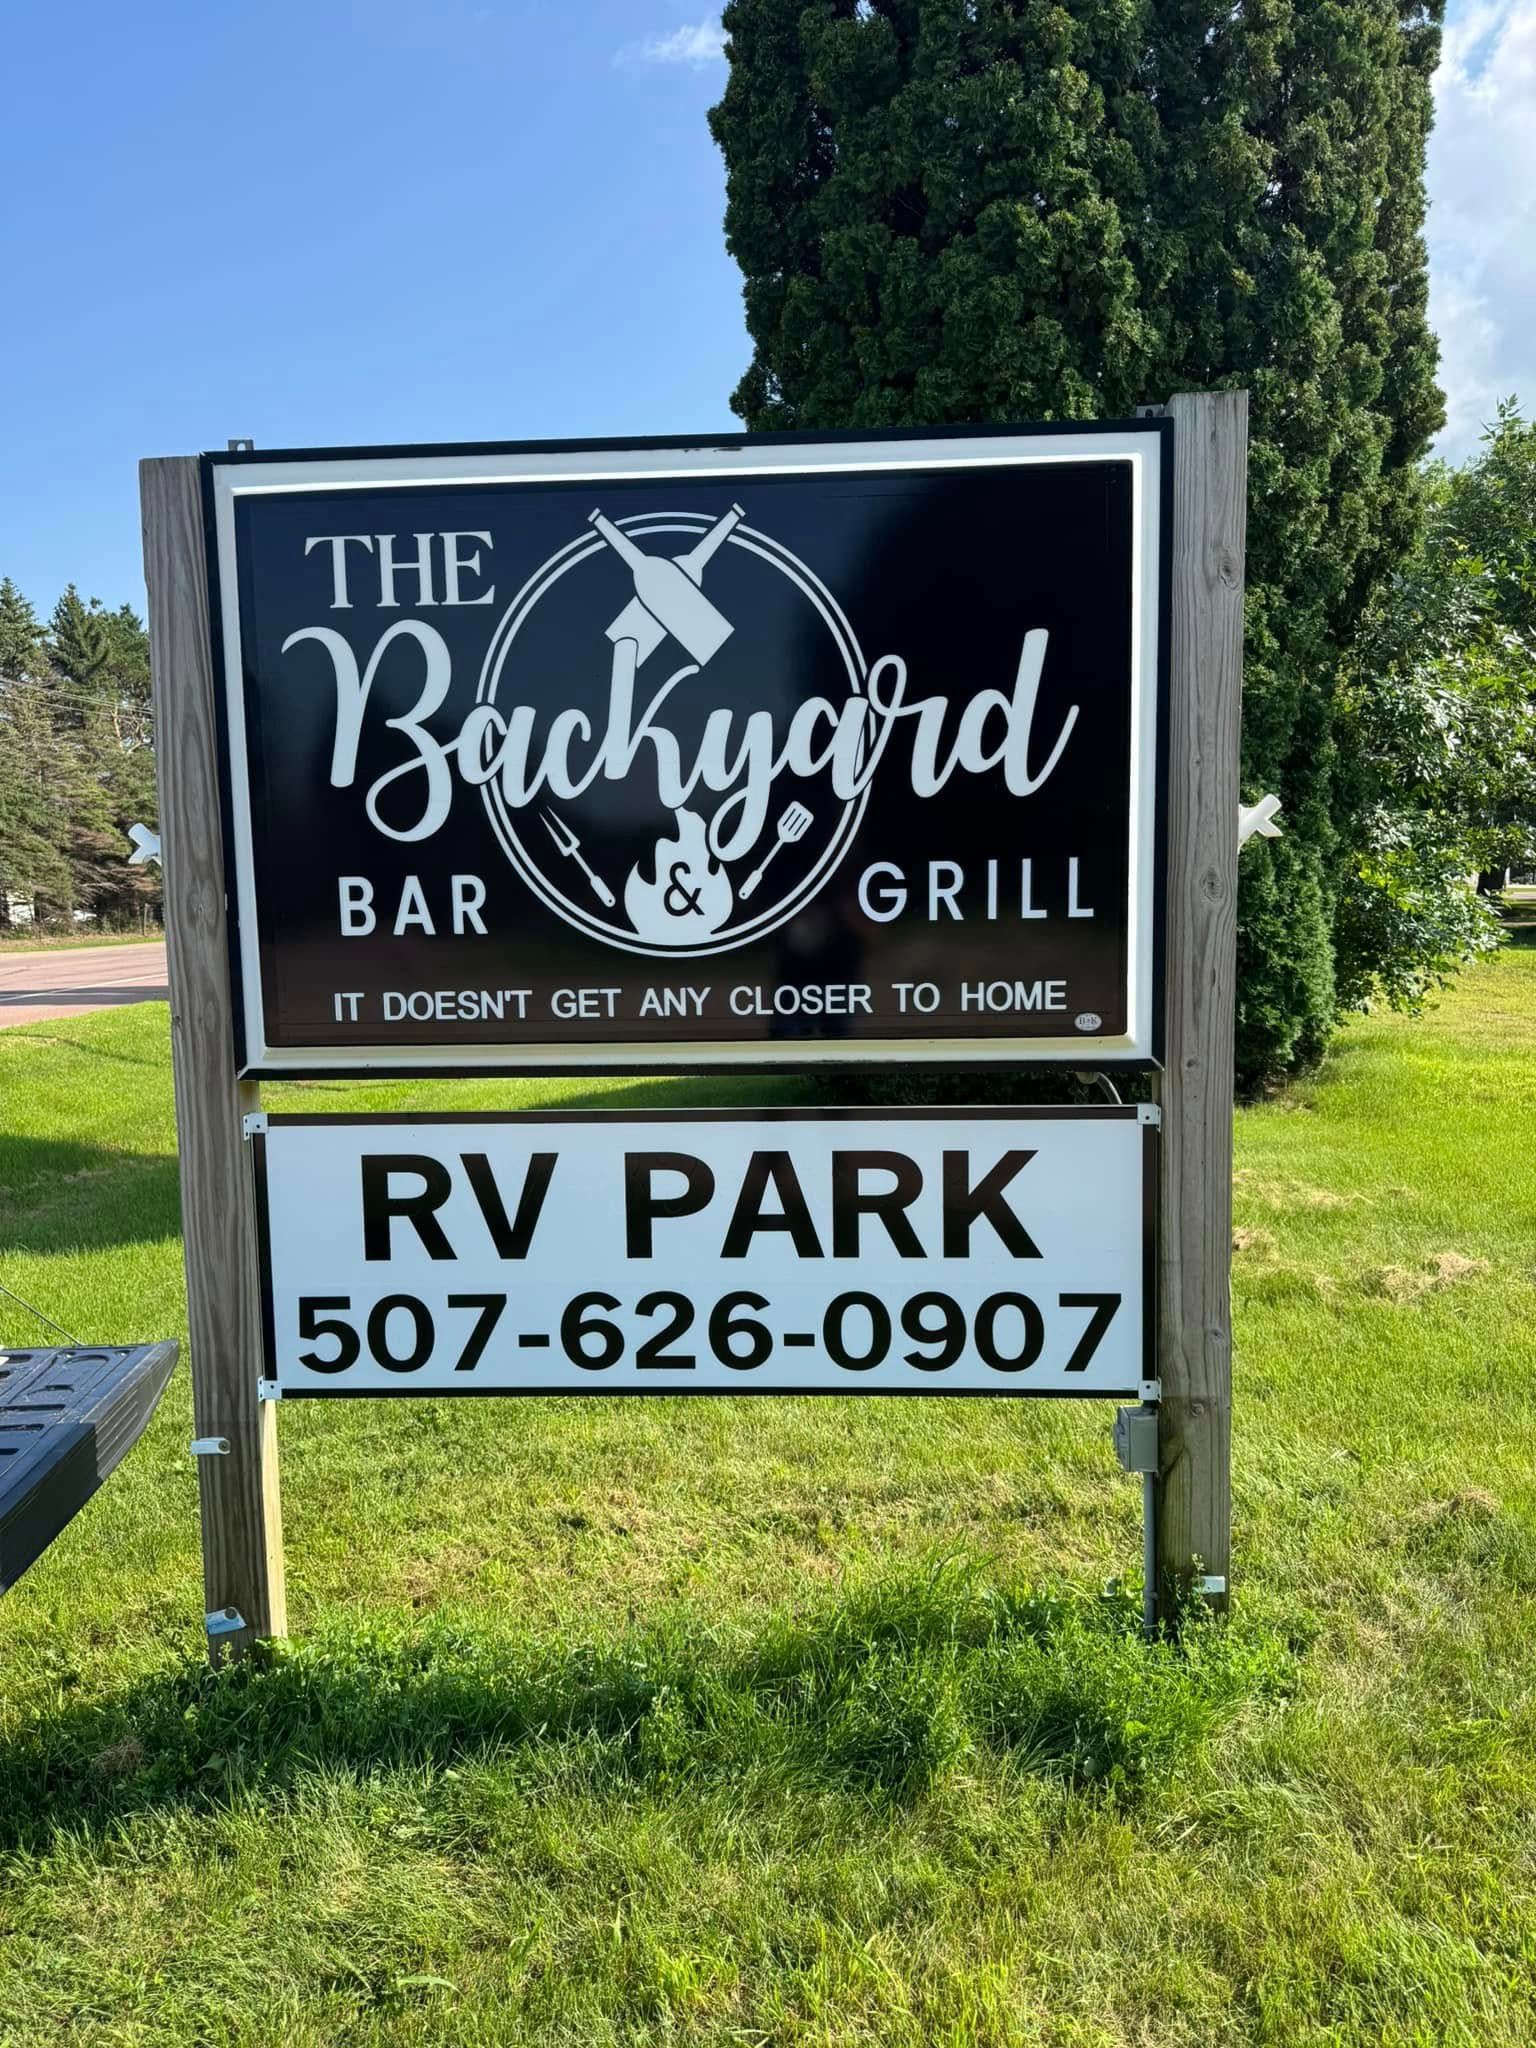 THE
Backyard
BAR & GRILL
IT DOESN'T GET ANY CLOSER TO HOME
RV PARK
507-626-0907